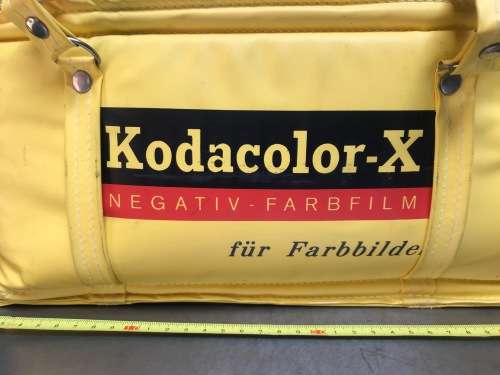 Kodacolor-X
NEGATIV-FARBFILM
für Farbbilde